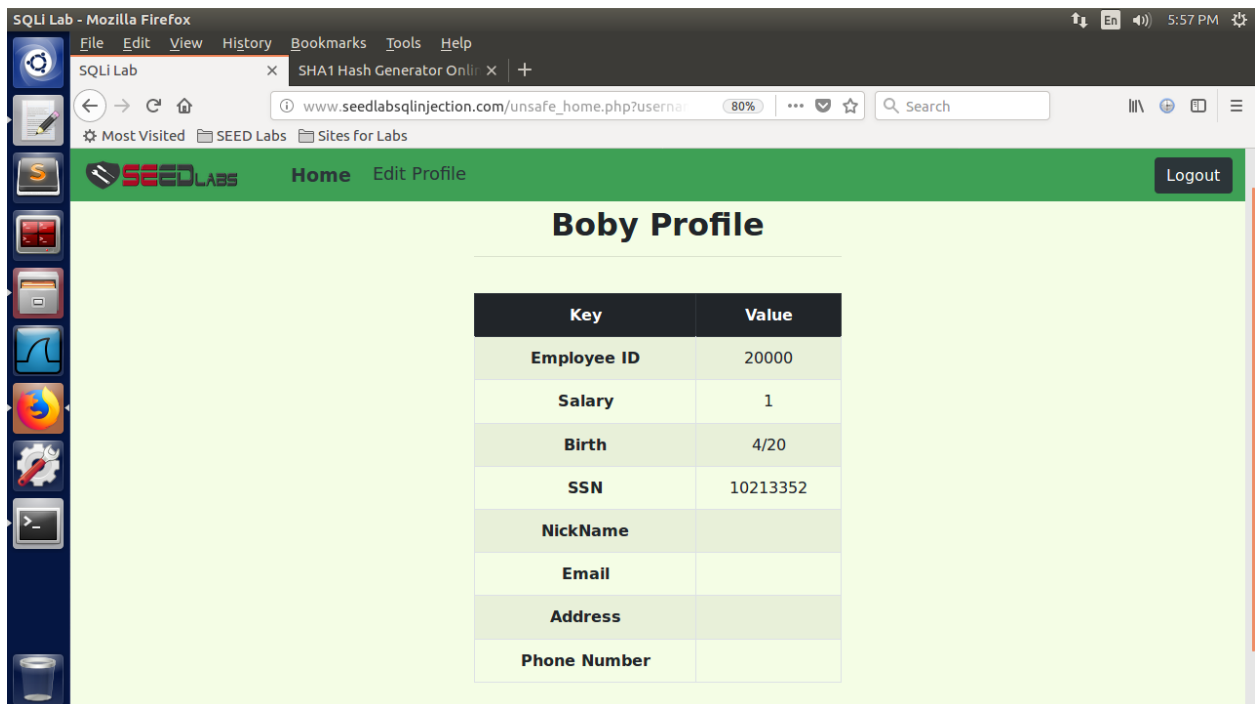 SQLi Lab - Mozilla Firefox En 5:57 PM
File Edit View History Bookmarks Tools Help
SQLi Lab SHA1 Hash Generator Onlin
www.seedlabsqlinjection.com/unsafe_home.php?userna 80% Search
Most Visited SEED Labs Sites for Labs
SEEDLABS Home Edit Profile Logout
Boby Profile
Key Value
Employee ID 20000
Salary 1
Birth 4/20
SSN 10213352
NickName
Email
Address
Phone Number